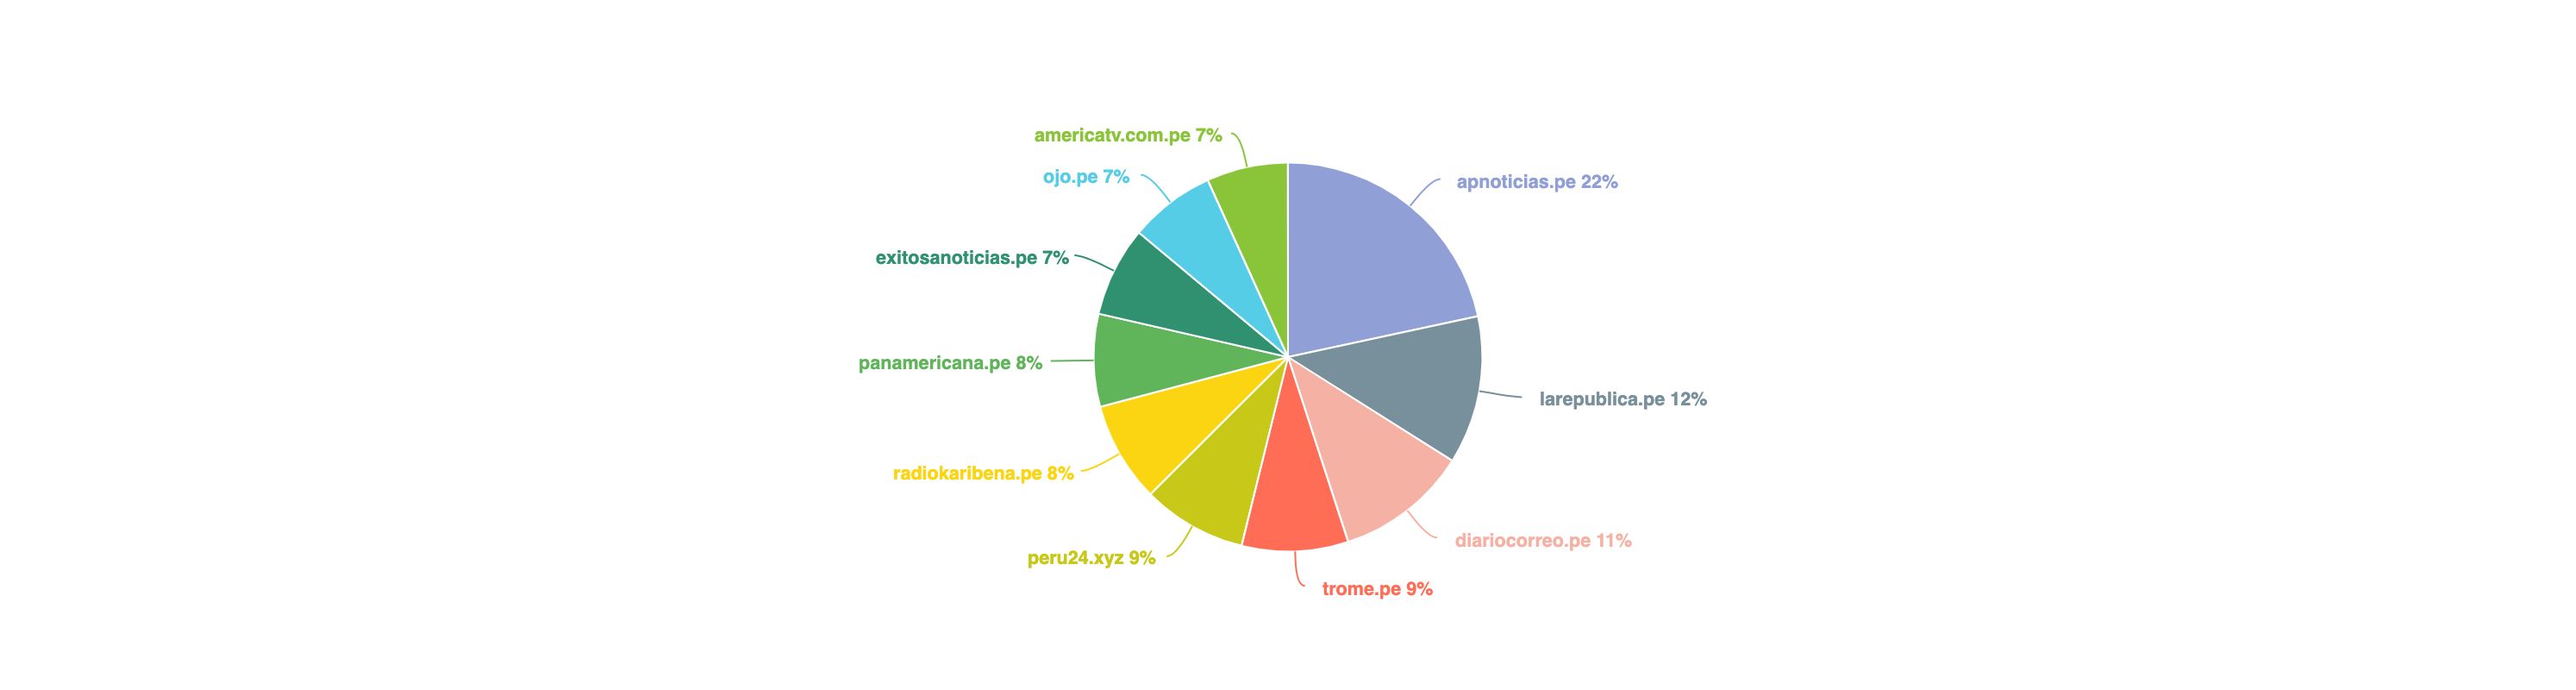 americatv.com.pe 7%
ojo.pe 7%
apnoticias.pe 22%
exitosanoticias.pe 7%
panamericana.pe 8%
larepublica.pe 12%
radiokaribena.pe 8%
diariocorreo.pe 11%
peru24.xyz 9%
trome.pe 9%